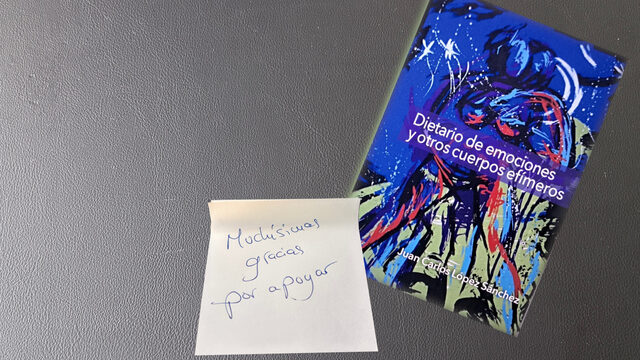 Dietario de emociones
y otros cuerpos efímeros
Juan Carlos López Sánchez
Muchísimas
gracias
por apoyar